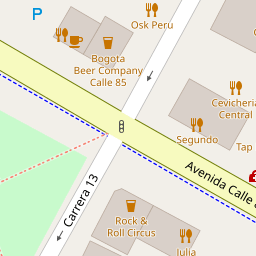 P
Osk Peru
Bogota
Beer Company
Calle 85
Cevicheria
Central
Segundo
Tap
Avenida Calle
Carrera 13
Rock &
Roll Circus
Julia